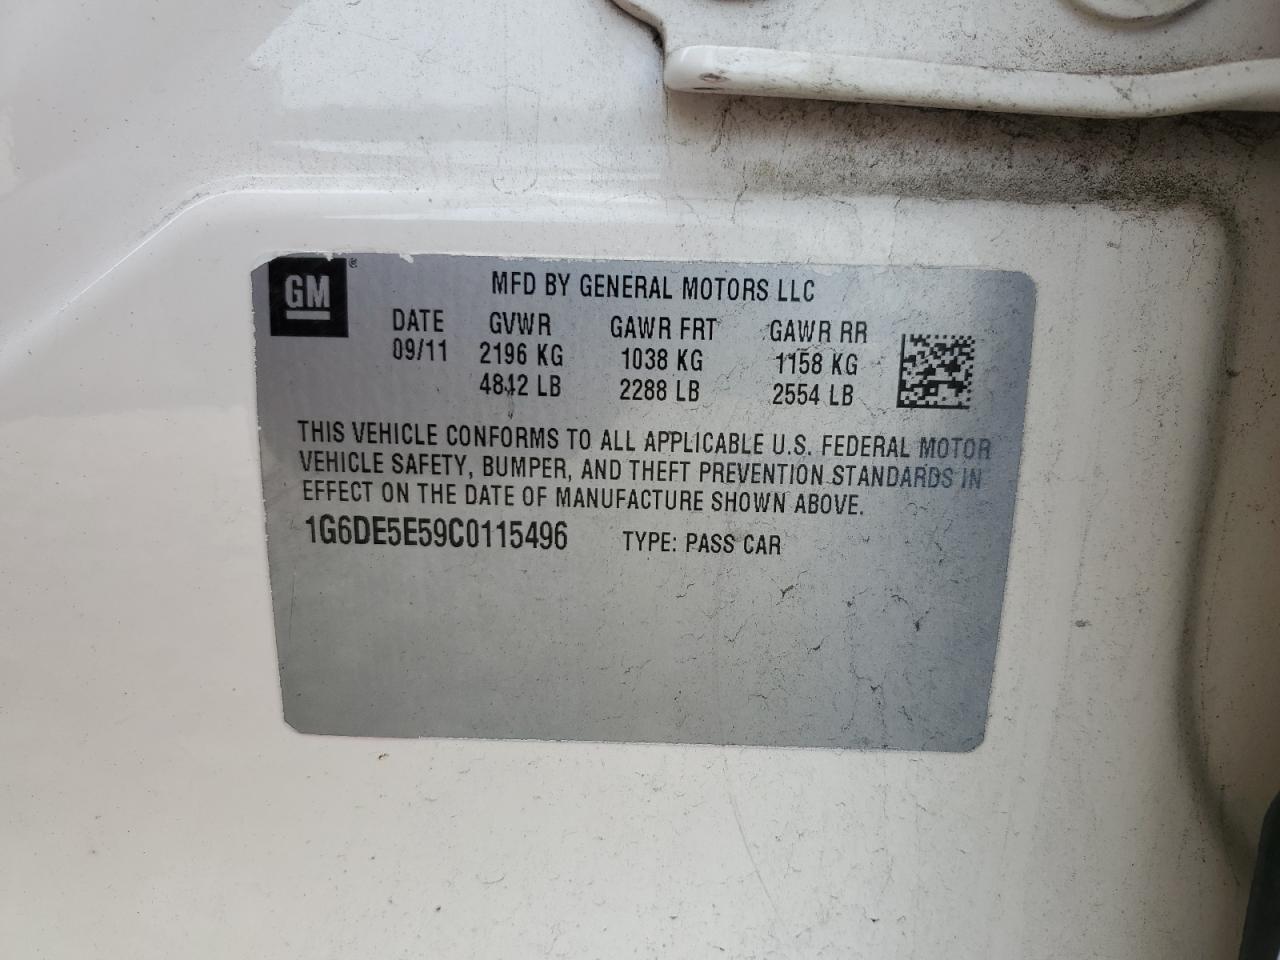 GM ®
MFD BY GENERAL MOTORS LLC
DATE GVWR GAWR FRT GAWR RR
09/11 2196 KG 1038 KG 1158 KG
4842 LB 2288 LB 2554 LB
THIS VEHICLE CONFORMS TO ALL APPLICABLE U.S. FEDERAL MOTOR
VEHICLE SAFETY, BUMPER, AND THEFT PREVENTION STANDARDS IN
EFFECT ON THE DATE OF MANUFACTURE SHOWN ABOVE.
1G6DE5E59C0115496 TYPE: PASS CAR